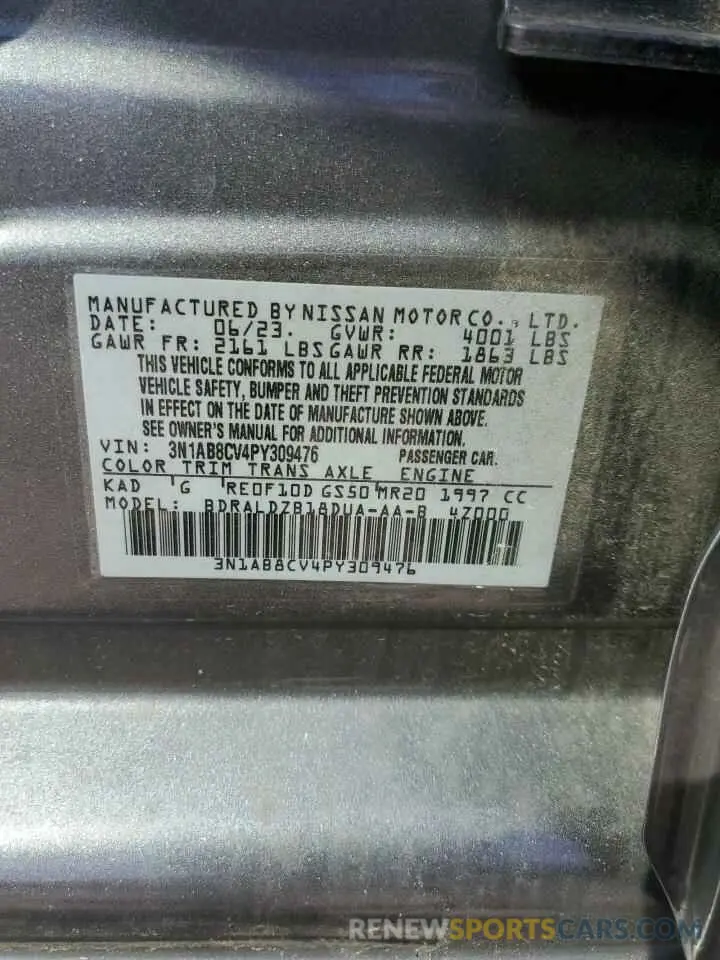 MANUFACTURED BY NISSAN MOTOR CO., LTD.
DATE: 06/23. GVWR: 4001 LBS
GAWR FR: 2161 LBS GAWR RR: 1863 LBS
THIS VEHICLE CONFORMS TO ALL APPLICABLE FEDERAL MOTOR
VEHICLE SAFETY, BUMPER AND THEFT PREVENTION STANDARDS
IN EFFECT ON THE DATE OF MANUFACTURE SHOWN ABOVE.
SEE OWNER'S MANUAL FOR ADDITIONAL INFORMATION.
VIN: 3N1AB8CV4PY309476 PASSENGER CAR.
COLOR TRIM TRANS AXLE ENGINE
KAD G RE0F10D GS50 MR20 1997 CC
MODEL: BDRALDZB18DUA-AA-B 4Z000
3N1AB8CV4PY309476
RENEWSPORTSCARS.COM